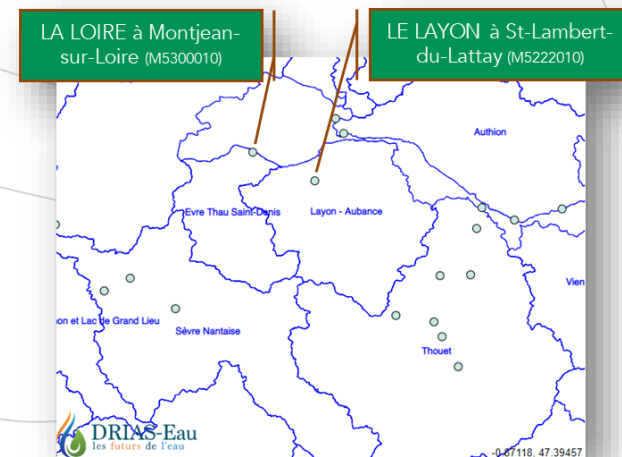 LA LOIRE à Montjean-
sur-Loire (M5300010)
LE LAYON à St-Lambert-
du-Lattay (M5222010)
Authion
Evre Thau Saint-Denis
Layon - Aubance
Vien
on et Lac de Grand Lieu
Sèvre Nantaise
Thouet
DRIAS-Eau
les futurs de l'eau
-0.87118, 47.39457